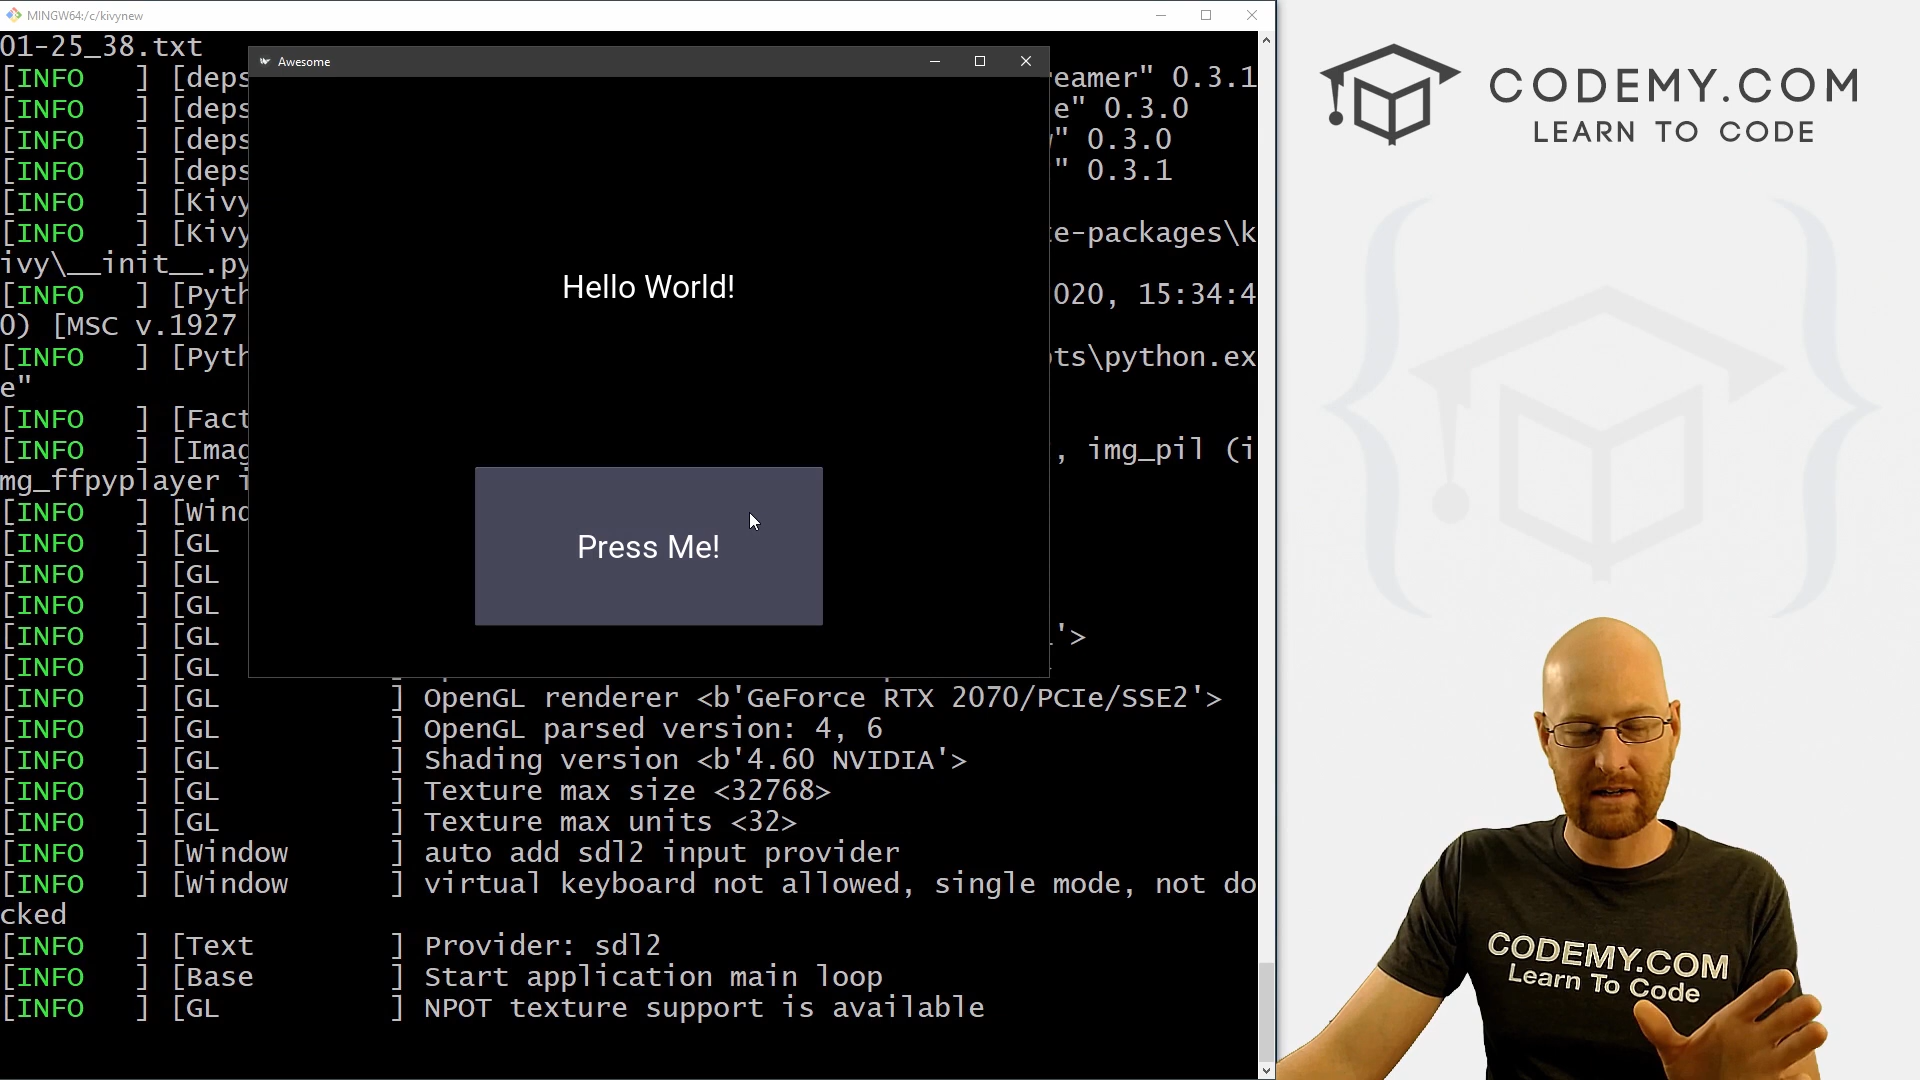 MINGW64:/c/kivynew
01-25_38.txt
[INFO   ] [deps
eamer" 0.3.1
[INFO   ] [deps
e" 0.3.0
[INFO   ] [deps
" 0.3.0
[INFO   ] [deps
" 0.3.1
[INFO   ] [Kivy
[INFO   ] [Kivy
e-packages\k
ivy\__init__.py
[INFO   ] [Pyth
020, 15:34:4
0) [MSC v.1927
[INFO   ] [Pyth
ts\python.ex
e"
[INFO   ] [Fact
[INFO   ] [Imag
, img_pil (i
mg_ffpyplayer i
[INFO   ] [Wind
[INFO   ] [GL
[INFO   ] [GL
[INFO   ] [GL
[INFO   ] [GL
'>
[INFO   ] [GL
[INFO   ] [GL          ] OpenGL renderer <b'GeForce RTX 2070/PCIe/SSE2'>
[INFO   ] [GL          ] OpenGL parsed version: 4, 6
[INFO   ] [GL          ] Shading version <b'4.60 NVIDIA'>
[INFO   ] [GL          ] Texture max size <32768>
[INFO   ] [GL          ] Texture max units <32>
[INFO   ] [Window      ] auto add sdl2 input provider
[INFO   ] [Window      ] virtual keyboard not allowed, single mode, not do
cked
[INFO   ] [Text        ] Provider: sdl2
[INFO   ] [Base        ] Start application main loop
[INFO   ] [GL          ] NPOT texture support is available
Awesome
Hello World!
Press Me!
CODEMY.COM
LEARN TO CODE
CODEMY.COM
Learn To Code